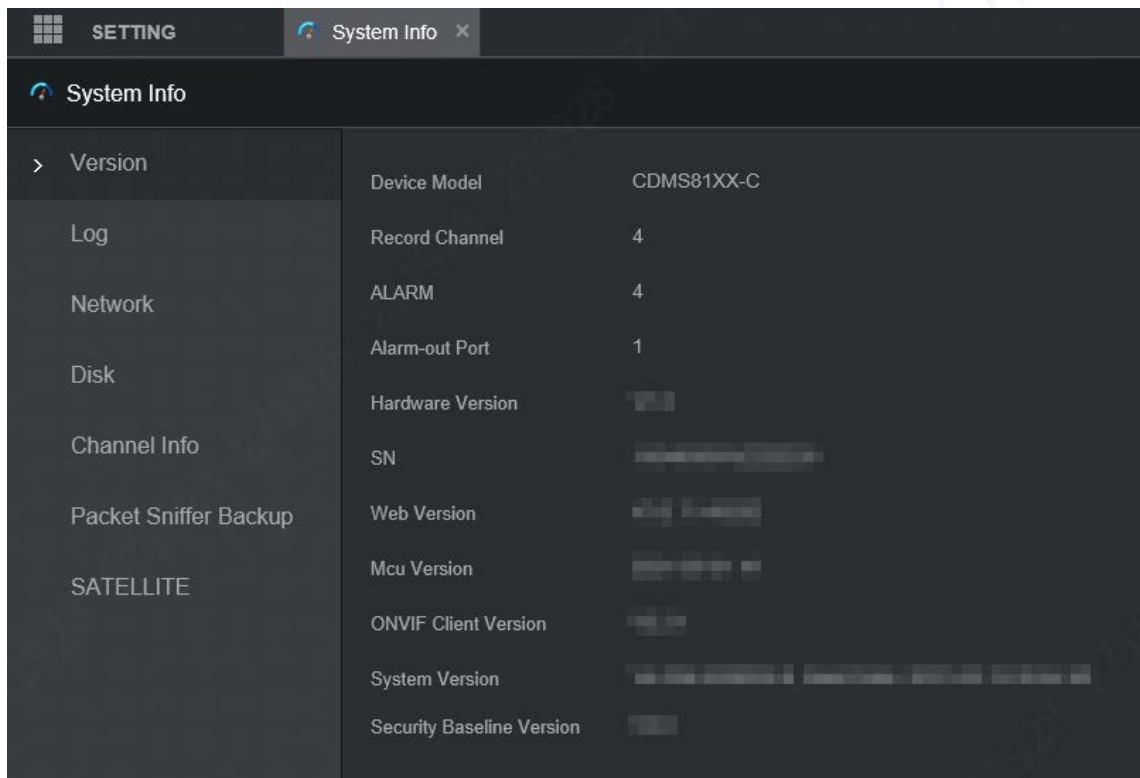 SETTING
System Info ×
System Info
> Version
Log
Network
Disk
Channel Info
Packet Sniffer Backup
SATELLITE
Device Model CDMS81XX-C
Record Channel 4
ALARM 4
Alarm-out Port 1
Hardware Version
SN
Web Version
Mcu Version
ONVIF Client Version
System Version
Security Baseline Version